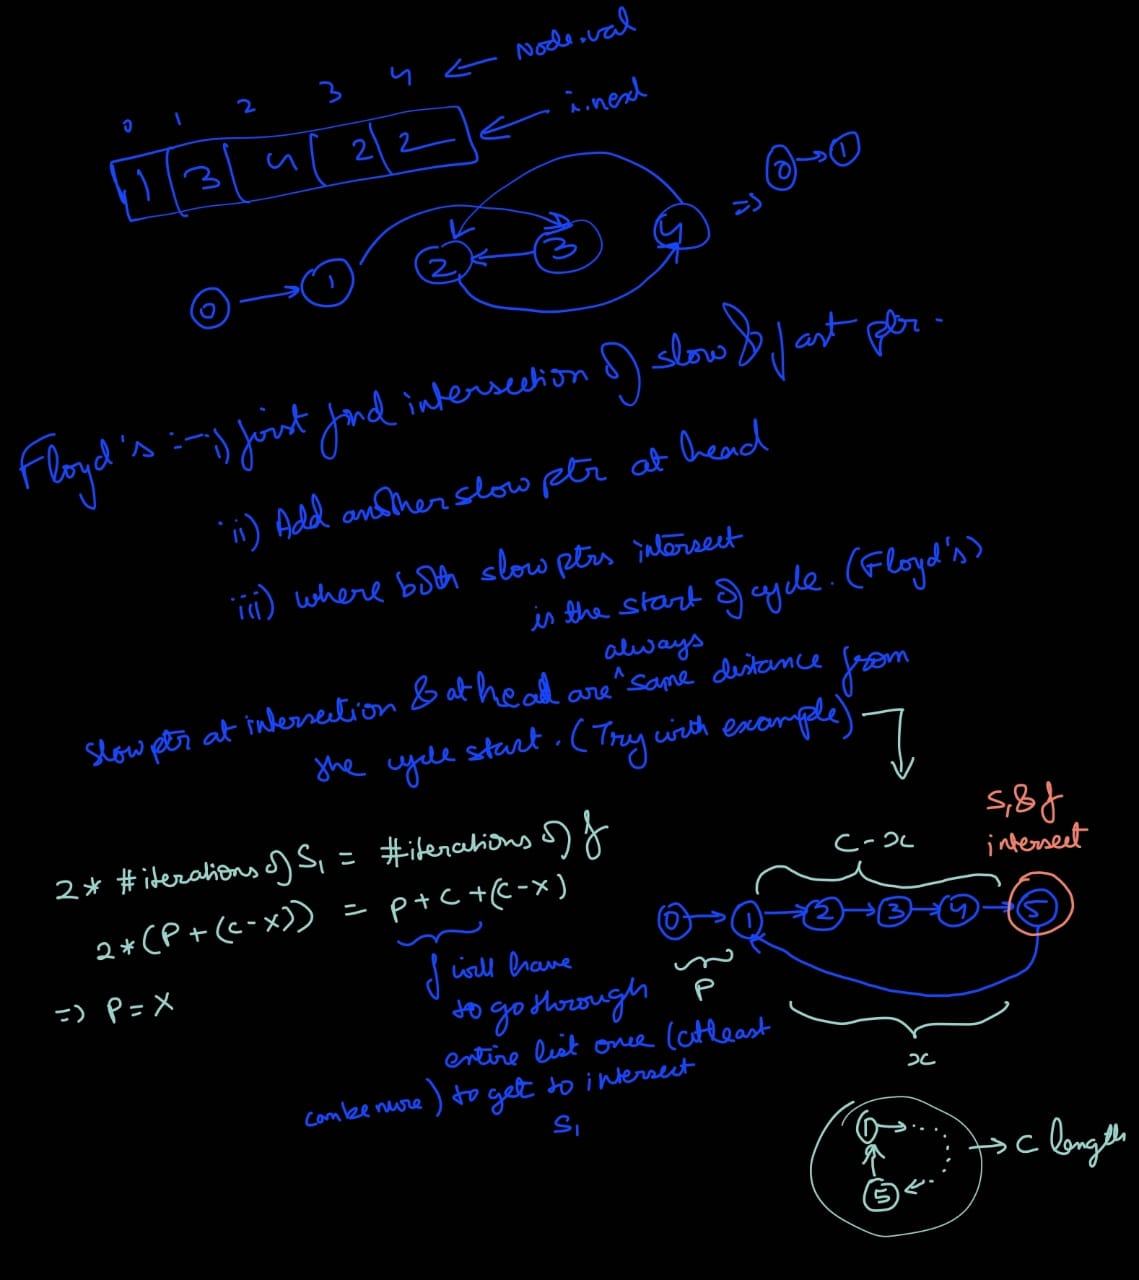 0 1 2 3 4 ← Node.val
1 3 4 2 2 ← i.next
0 → 1 2 3 4 ⇒ 0 → 1
Floyd's :- i) first find intersection of slow & fast ptr.
ii) Add another slow ptr at head
iii) where both slow ptrs intersect
is the start of cycle. (Floyd's)
slow ptr at intersection & at head are ^always same distance from
the cycle start. (Try with example)
S, & f
intersect
C-x
0 → 1 → 2 → 3 → 4 → 5
P
x
2* #iterations of S1 = #iterations of f
2*(P + (C-X)) = P + C + (C-X)
⇒ P = X
f will have
to go through
entire list once (atleast
can be more) to get to intersect
S1
1
5
→ C length